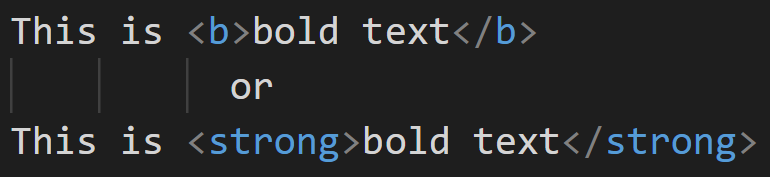 This is <b>bold text</b>
or
This is <strong>bold text</strong>